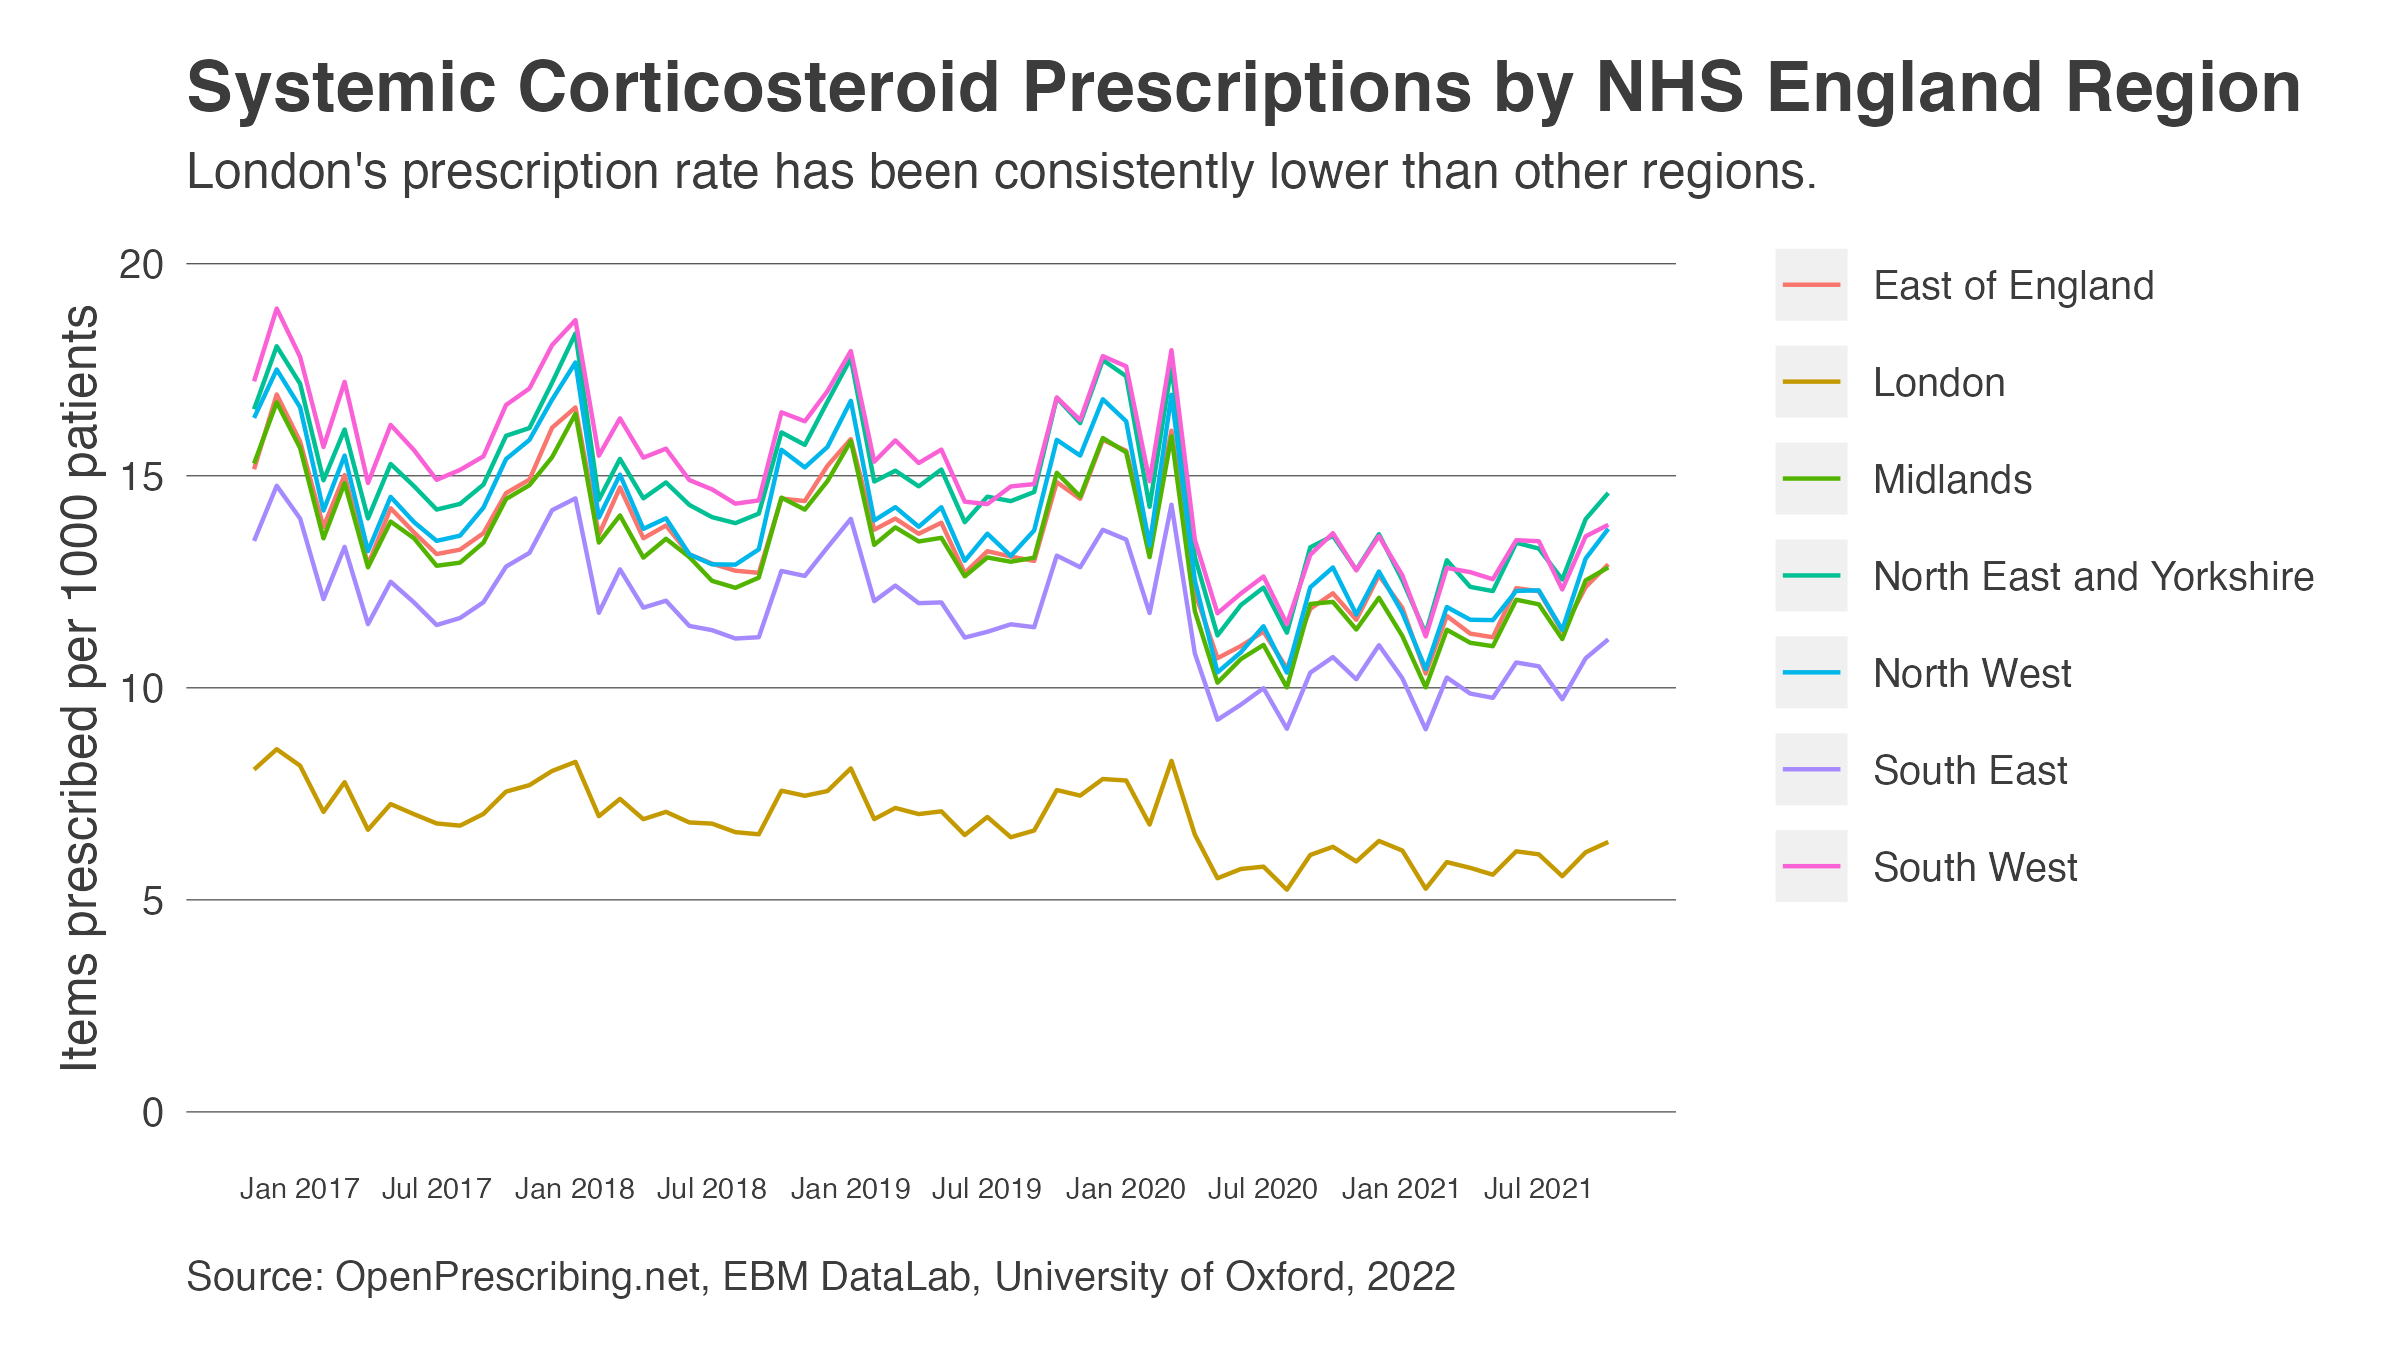 Systemic Corticosteroid Prescriptions by NHS England Region
London's prescription rate has been consistently lower than other regions.
Items prescribed per 1000 patients
20
15
10
5
0
Jan 2017 Jul 2017 Jan 2018 Jul 2018 Jan 2019 Jul 2019 Jan 2020 Jul 2020 Jan 2021 Jul 2021
East of England
London
Midlands
North East and Yorkshire
North West
South East
South West
Source: OpenPrescribing.net, EBM DataLab, University of Oxford, 2022